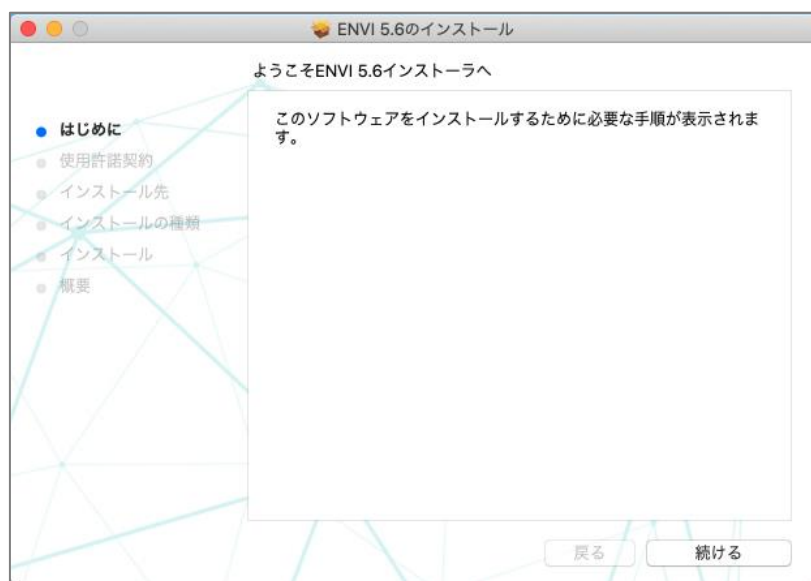 ENVI 5.6のインストール
ようこそENVI 5.6インストーラへ
はじめに
使用許諾契約
インストール先
インストールの種類
インストール
概要
このソフトウェアをインストールするために必要な手順が表示されま
す。
戻る
続ける